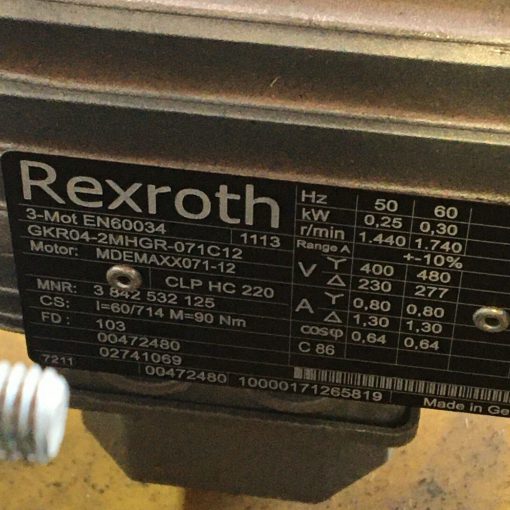 Rexroth
3-Mot EN60034
GKR04-2MHGR-071C12 1113
Motor: MDEMAXX071-12
CLP HC 220
MNR: 3 842 532 125
CS: I=60/714 M=90 Nm
FD: 103
00472480
02741069
7211 00472480 10000171265819
Hz 50 60
kW 0,25 0,30
r/min 1.440 1.740
Range A +-10%
V Y 400 480
Δ 230 277
A Y 0,80 0,80
Δ 1,30 1,30
cosφ 0,64 0,64
C 86
Made in Ge